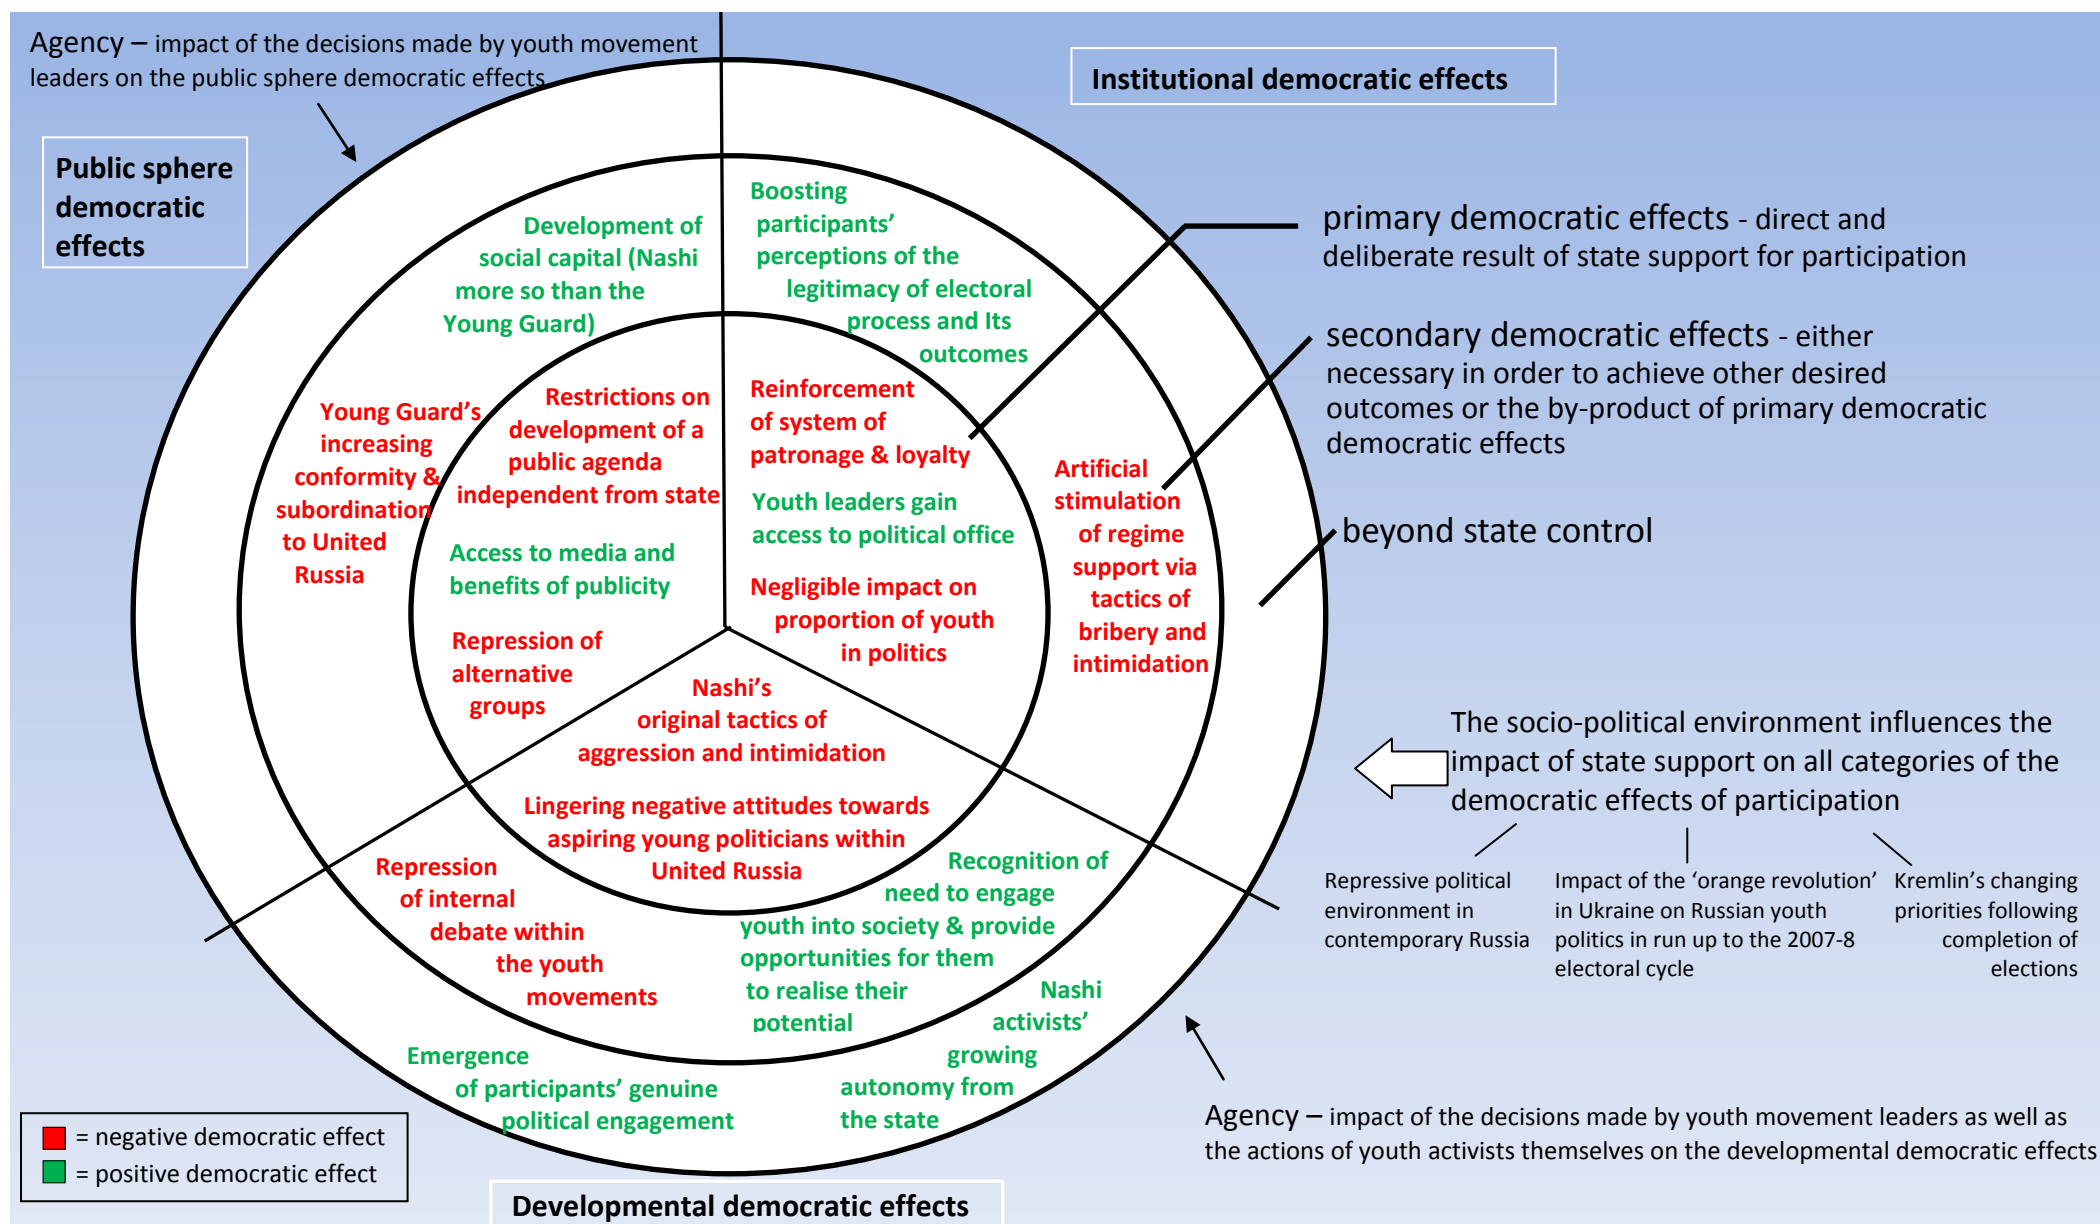 Agency – impact of the decisions made by youth movement
leaders on the public sphere democratic effects
Institutional democratic effects
Public sphere
democratic
effects
Development of
social capital (Nashi
more so than the
Young Guard)
Boosting
participants’
perceptions of the
legitimacy of electoral
process and Its
outcomes
primary democratic effects - direct and
deliberate result of state support for participation
secondary democratic effects - either
necessary in order to achieve other desired
outcomes or the by-product of primary democratic
democratic effects
beyond state control
Young Guard’s
increasing
conformity &
subordination
to United
Russia
Restrictions on
development of a
public agenda
independent from state
Access to media and
benefits of publicity
Repression of
alternative
groups
Reinforcement
of system of
patronage & loyalty
Youth leaders gain
access to political office
Negligible impact on
proportion of youth
in politics
Artificial
stimulation
of regime
support via
tactics of
bribery and
intimidation
Nashi’s
original tactics of
aggression and intimidation
Lingering negative attitudes towards
aspiring young politicians within
United Russia
Repression
of internal
debate within
the youth
movements
Recognition of
need to engage
youth into society & provide
opportunities for them
to realise their
potential
Emergence
of participants’ genuine
political engagement
Nashi
activists’
growing
autonomy from
the state
The socio-political environment influences the
impact of state support on all categories of the
democratic effects of participation
Repressive political
environment in
contemporary Russia
Impact of the ‘orange revolution’
in Ukraine on Russian youth
politics in run up to the 2007-8
electoral cycle
Kremlin’s changing
priorities following
completion of
elections
Agency – impact of the decisions made by youth movement leaders as well as
the actions of youth activists themselves on the developmental democratic effects
= negative democratic effect
= positive democratic effect
Developmental democratic effects